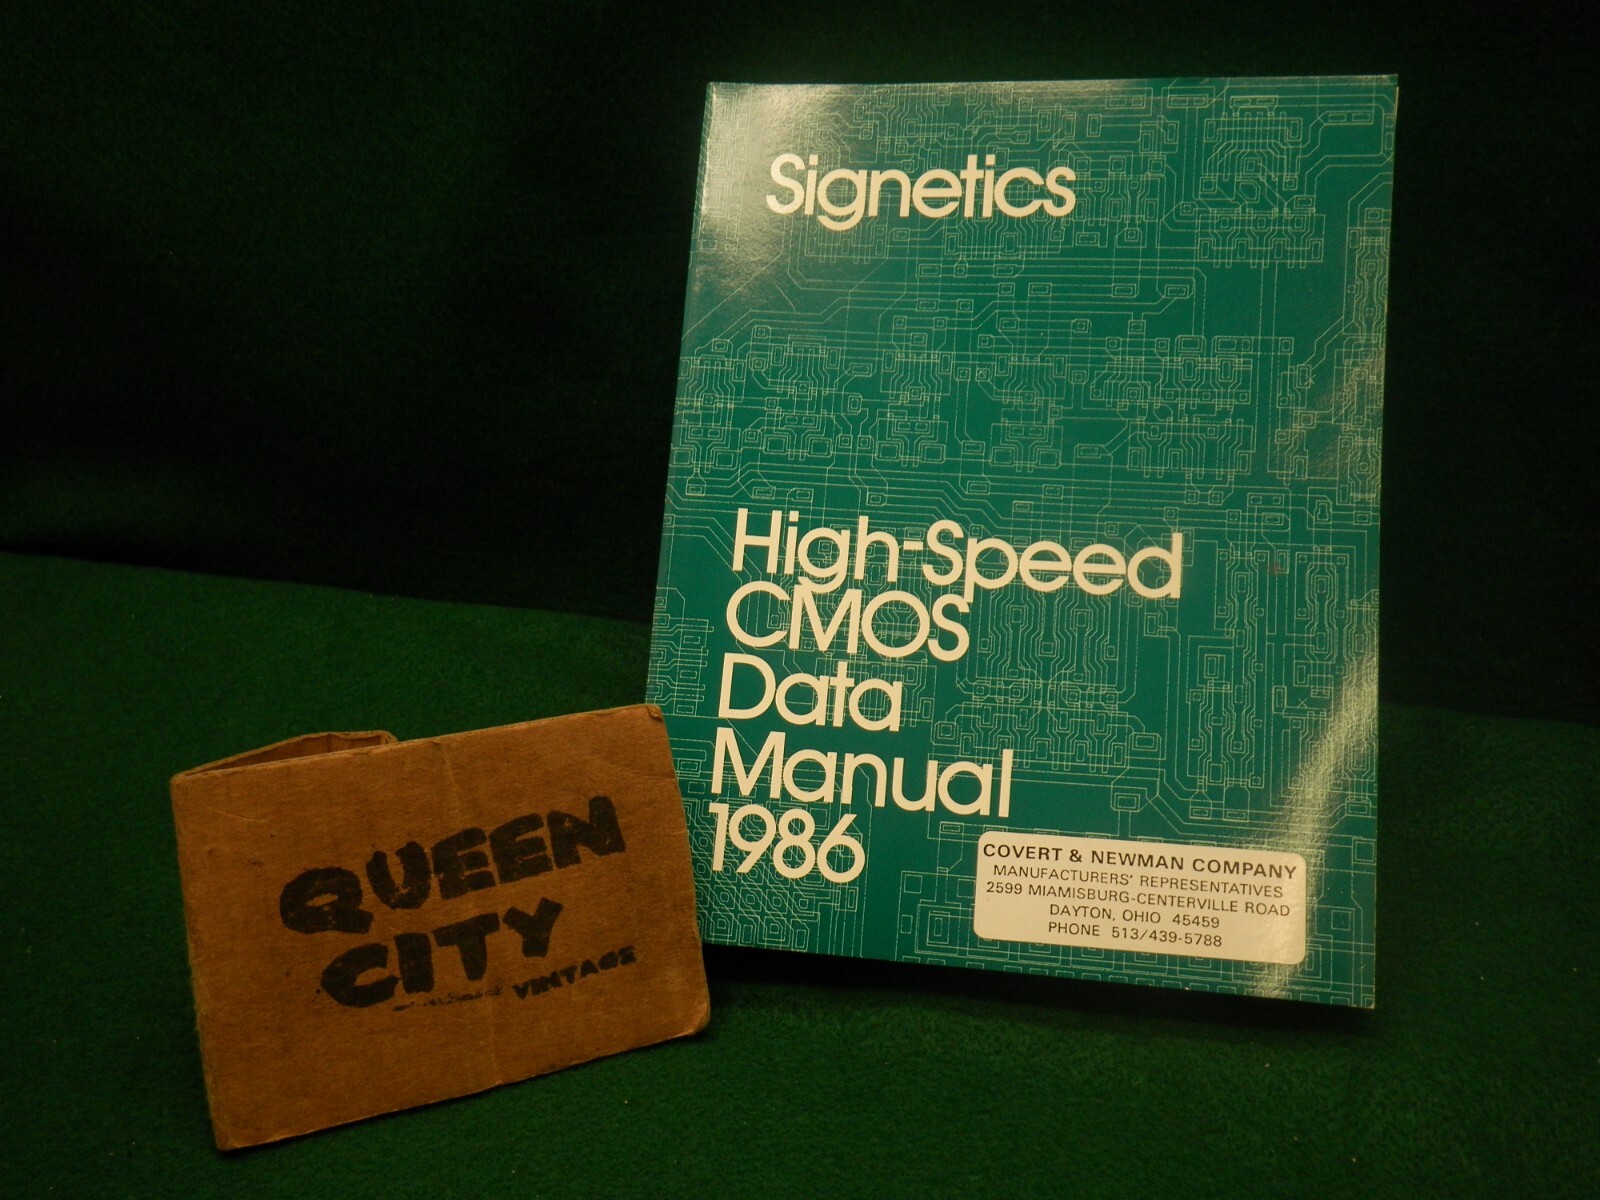 Signetics
High-Speed
CMOS
Data
Manual
1986
COVERT & NEWMAN COMPANY
MANUFACTURERS' REPRESENTATIVES
2599 MIAMISBURG-CENTERVILLE ROAD
DAYTON, OHIO 45459
PHONE 513/439-5788
QUEEN
CITY
VINTAGE